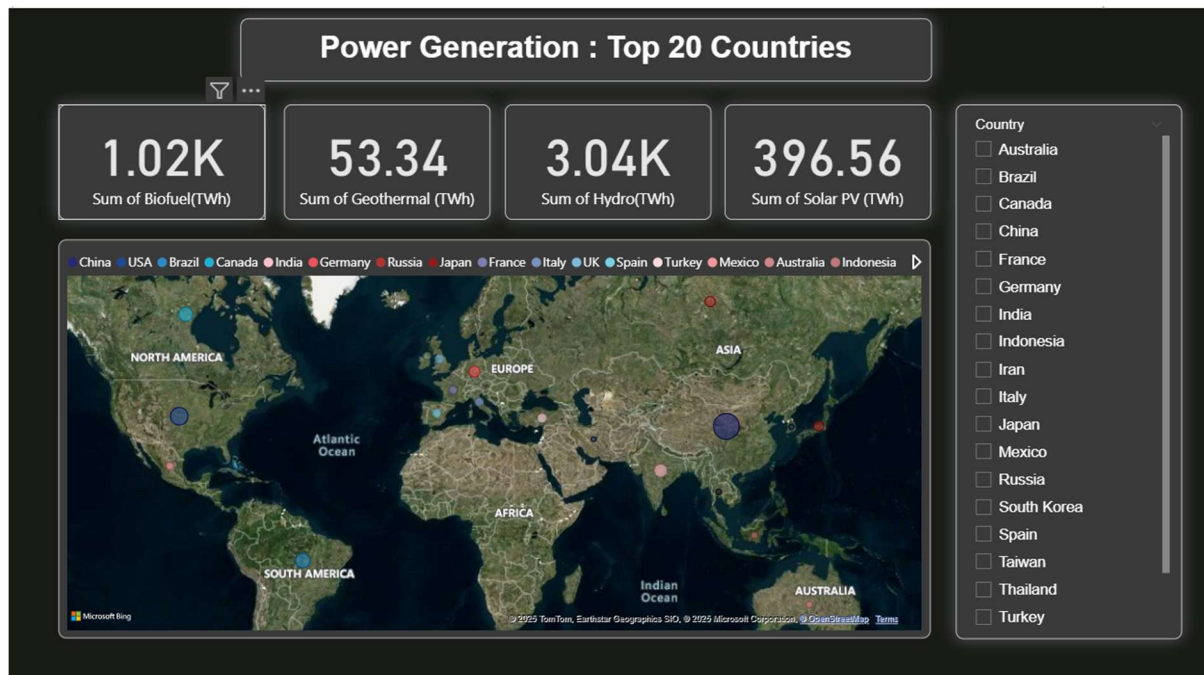 Power Generation : Top 20 Countries
1.02K
Sum of Biofuel(TWh)
53.34
Sum of Geothermal (TWh)
3.04K
Sum of Hydro(TWh)
396.56
Sum of Solar PV (TWh)
China USA Brazil Canada India Germany Russia Japan France Italy UK Spain Turkey Mexico Australia Indonesia
NORTH AMERICA
EUROPE
ASIA
Atlantic
Ocean
AFRICA
SOUTH AMERICA
Indian
Ocean
AUSTRALIA
Microsoft Bing
© 2025 TomTom, Earthstar Geographics SIO, © 2025 Microsoft Corporation, © OpenStreetMap Terms
Country
Australia
Brazil
Canada
China
France
Germany
India
Indonesia
Iran
Italy
Japan
Mexico
Russia
South Korea
Spain
Taiwan
Thailand
Turkey